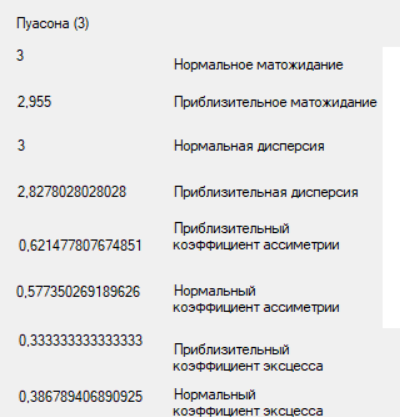 Пуасона (3)
3
Нормальное матожидание
2,955
Приблизительное матожидание
3
Нормальная дисперсия
2,8278028028028
Приблизительная дисперсия
0,621477807674851
Приблизительный
коэффициент ассиметрии
0,577350269189626
Нормальный
коэффициент ассиметрии
0,333333333333333
Приблизительный
коэффициент эксцесса
0,386789406890925
Нормальный
коэффициент эксцесса